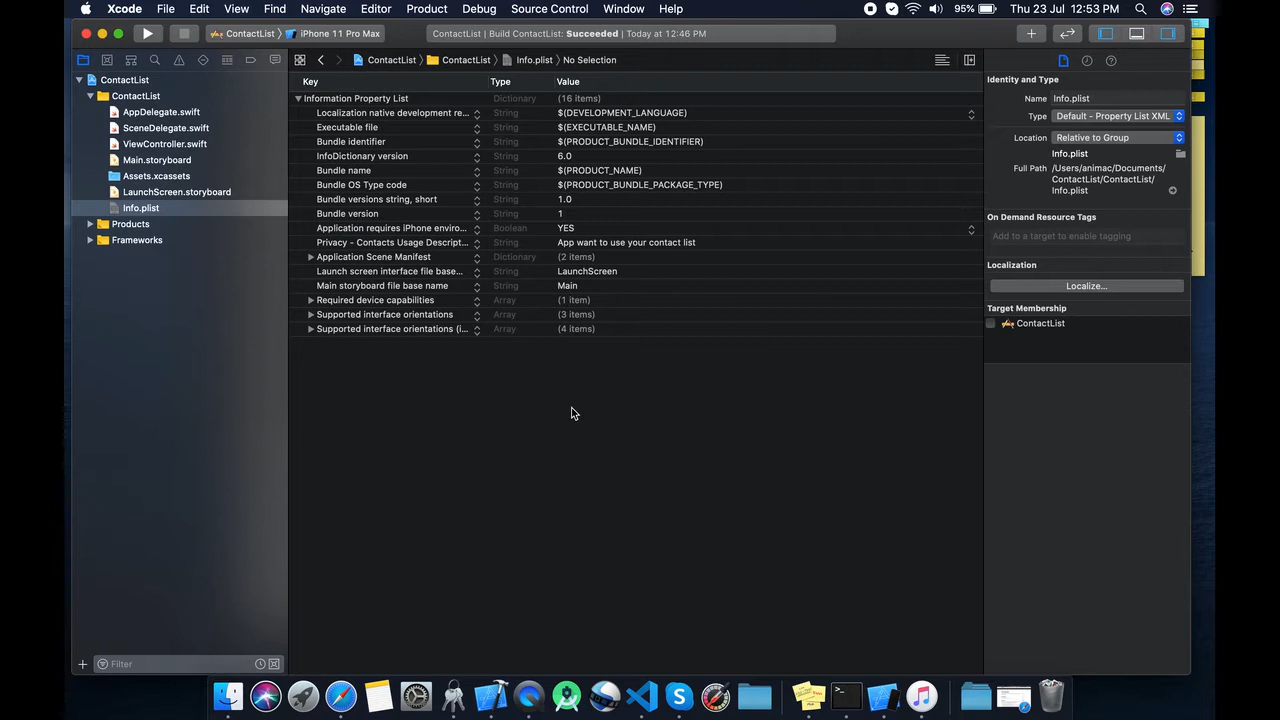 Xcode File Edit View Find Navigate Editor Product Debug Source Control Window Help 95% Thu 23 Jul 12:53 PM
ContactList iPhone 11 Pro Max ContactList | Build ContactList: Succeeded | Today at 12:46 PM
ContactList ContactList Info.plist No Selection
ContactList
ContactList
AppDelegate.swift
SceneDelegate.swift
ViewController.swift
Main.storyboard
Assets.xcassets
LaunchScreen.storyboard
Info.plist
Products
Frameworks
Filter
Key Type Value
Information Property List Dictionary (16 items)
Localization native development re... String $(DEVELOPMENT_LANGUAGE)
Executable file String $(EXECUTABLE_NAME)
Bundle identifier String $(PRODUCT_BUNDLE_IDENTIFIER)
InfoDictionary version String 6.0
Bundle name String $(PRODUCT_NAME)
Bundle OS Type code String $(PRODUCT_BUNDLE_PACKAGE_TYPE)
Bundle versions string, short String 1.0
Bundle version String 1
Application requires iPhone enviro... Boolean YES
Privacy - Contacts Usage Descript... String App want to use your contact list
Application Scene Manifest Dictionary (2 items)
Launch screen interface file base... String LaunchScreen
Main storyboard file base name String Main
Required device capabilities Array (1 item)
Supported interface orientations Array (3 items)
Supported interface orientations (i... Array (4 items)
Identity and Type
Name Info.plist
Type Default - Property List XML
Location Relative to Group
Info.plist
Full Path /Users/animac/Documents/
ContactList/ContactList/
Info.plist
On Demand Resource Tags
Add to a target to enable tagging
Localization
Localize...
Target Membership
ContactList